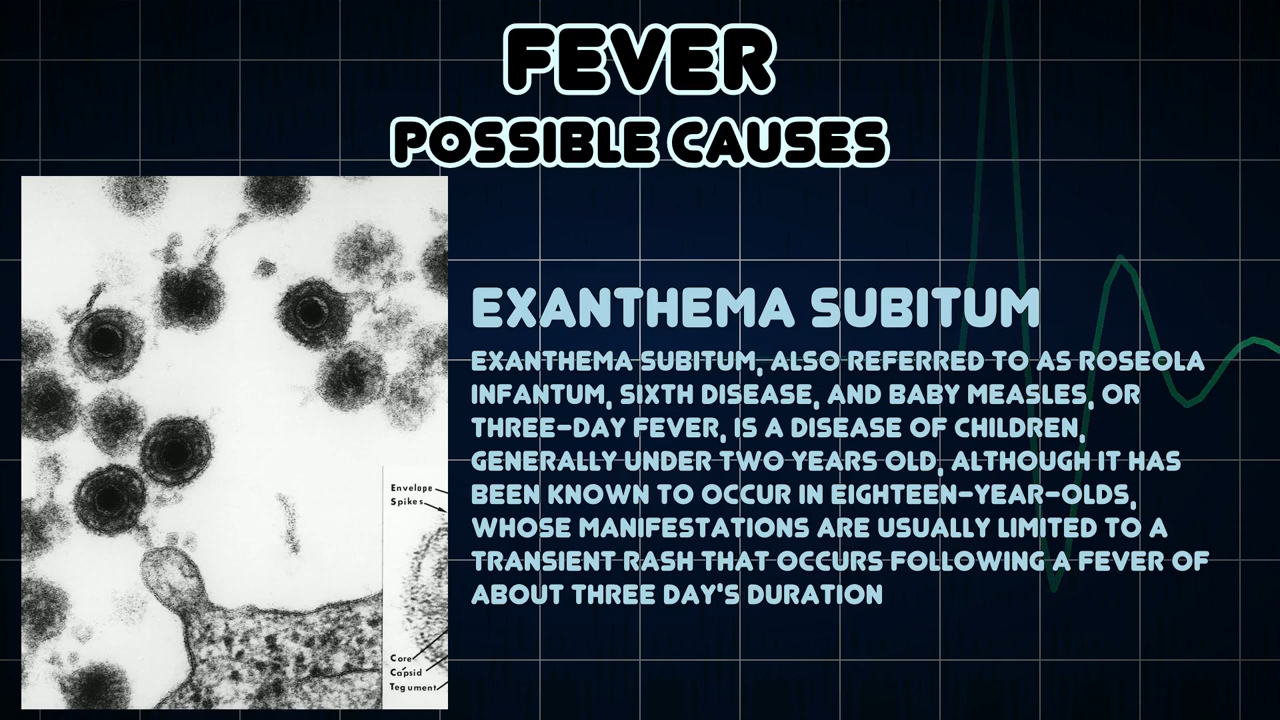 FEVER
POSSIBLE CAUSES
EXANTHEMA SUBITUM
EXANTHEMA SUBITUM, ALSO REFERRED TO AS ROSEOLA
INFANTUM, SIXTH DISEASE, AND BABY MEASLES, OR
THREE-DAY FEVER, IS A DISEASE OF CHILDREN,
GENERALLY UNDER TWO YEARS OLD, ALTHOUGH IT HAS
BEEN KNOWN TO OCCUR IN EIGHTEEN-YEAR-OLDS,
WHOSE MANIFESTATIONS ARE USUALLY LIMITED TO A
TRANSIENT RASH THAT OCCURS FOLLOWING A FEVER OF
ABOUT THREE DAY'S DURATION
Envelope
Spikes
Core
Capsid
Tegument